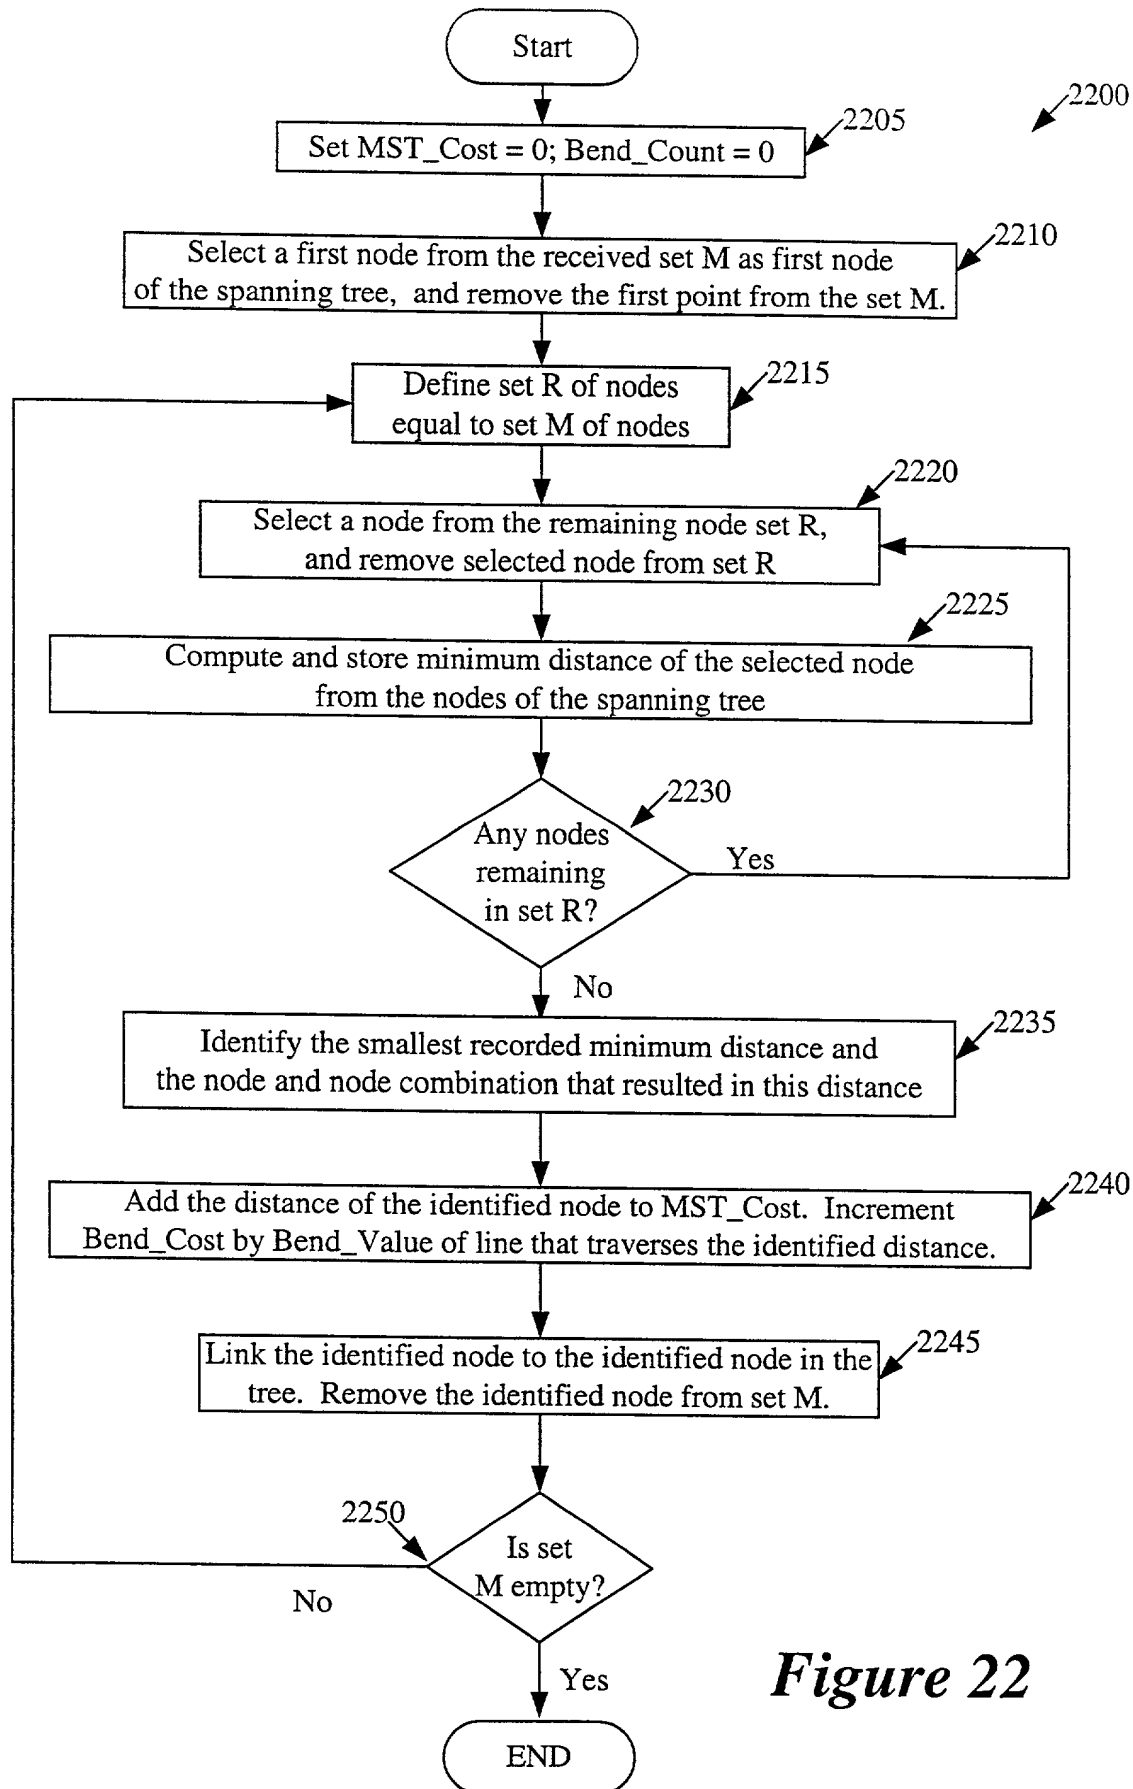 Start
2200
2205
Set MST_Cost = 0; Bend_Count = 0
2210
Select a first node from the received set M as first node
of the spanning tree,  and remove the first point from the set M.
2215
Define set R of nodes
equal to set M of nodes
2220
Select a node from the remaining node set R,
and remove selected node from set R
2225
Compute and store minimum distance of the selected node
from the nodes of the spanning tree
2230
Any nodes
remaining
in set R?
Yes
No
2235
Identify the smallest recorded minimum distance and
the node and node combination that resulted in this distance
2240
Add the distance of the identified node to MST_Cost.  Increment
Bend_Cost by Bend_Value of line that traverses the identified distance.
2245
Link the identified node to the identified node in the
tree.  Remove the identified node from set M.
2250
Is set
M empty?
No
Yes
Figure 22
END